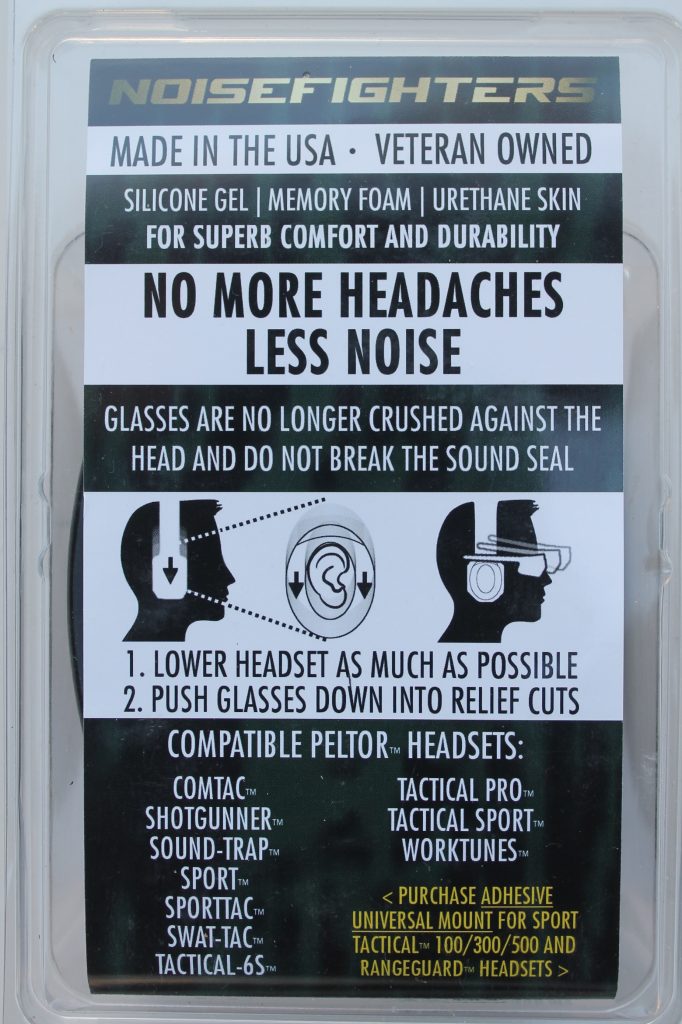 NOISEFIGHTERS
MADE IN THE USA · VETERAN OWNED
SILICONE GEL | MEMORY FOAM | URETHANE SKIN
FOR SUPERB COMFORT AND DURABILITY
NO MORE HEADACHES
LESS NOISE
GLASSES ARE NO LONGER CRUSHED AGAINST THE
HEAD AND DO NOT BREAK THE SOUND SEAL
1. LOWER HEADSET AS MUCH AS POSSIBLE
2. PUSH GLASSES DOWN INTO RELIEF CUTS
COMPATIBLE PELTOR™ HEADSETS:
COMTAC™
SHOTGUNNER™
SOUND-TRAP™
SPORT™
SPORTTAC™
SWAT-TAC™
TACTICAL-6S™
TACTICAL PRO™
TACTICAL SPORT™
WORKTUNES™
< PURCHASE ADHESIVE
UNIVERSAL MOUNT FOR SPORT
TACTICAL™ 100/300/500 AND
RANGEGUARD™ HEADSETS >